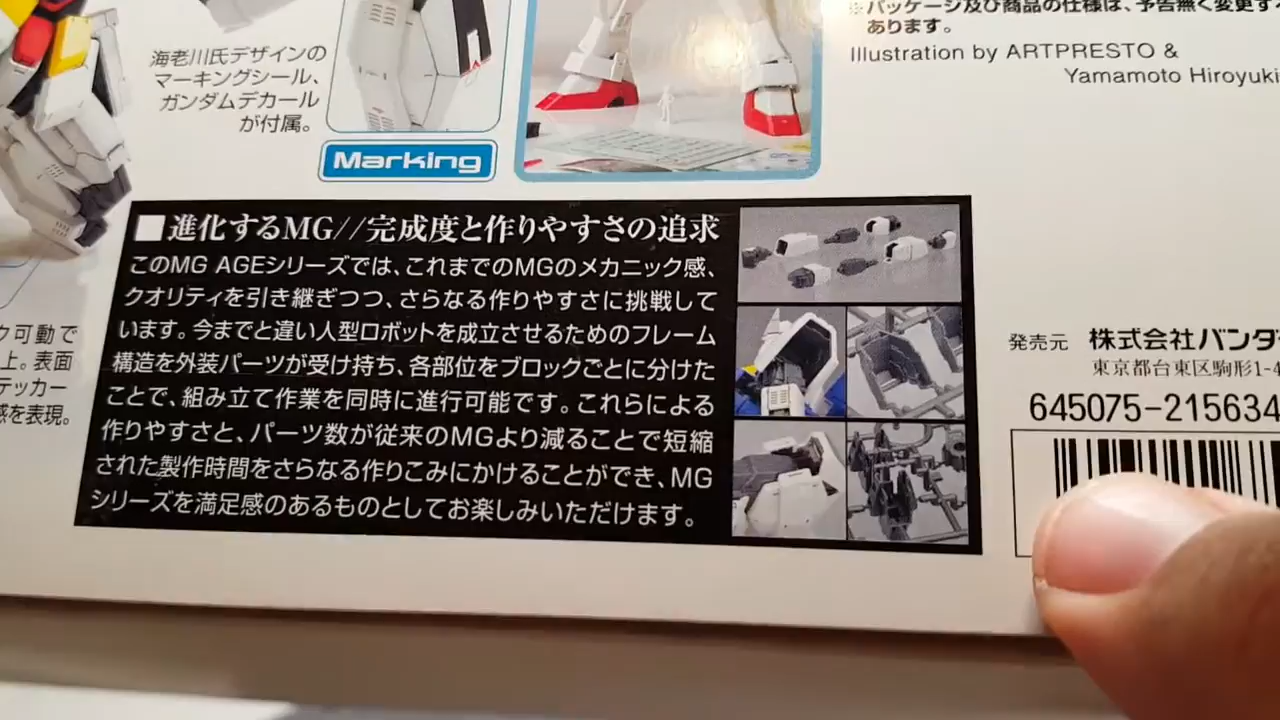 海老川氏デザインの
マーキングシール、
ガンダムデカール
が付属。
Marking
※パッケージ及び商品の仕様は、予告無く変更する
あります。
Illustration by ARTPRESTO &
Yamamoto Hiroyuki
ク可動で
上。表面
テッカー
感を表現。
■進化するMG//完成度と作りやすさの追求
このMG AGEシリーズでは、これまでのMGのメカニック感、
クオリティを引き継ぎつつ、さらなる作りやすさに挑戦して
います。今までと違い人型ロボットを成立させるためのフレーム
構造を外装パーツが受け持ち、各部位をブロックごとに分けた
ことで、組み立て作業を同時に進行可能です。これらによる
作りやすさと、パーツ数が従来のMGより減ることで短縮
された製作時間をさらなる作りこみにかけることができ、MG
シリーズを満足感のあるものとしてお楽しみいただけます。
発売元 株式会社バンダ
東京都台東区駒形1-4
645075-215634